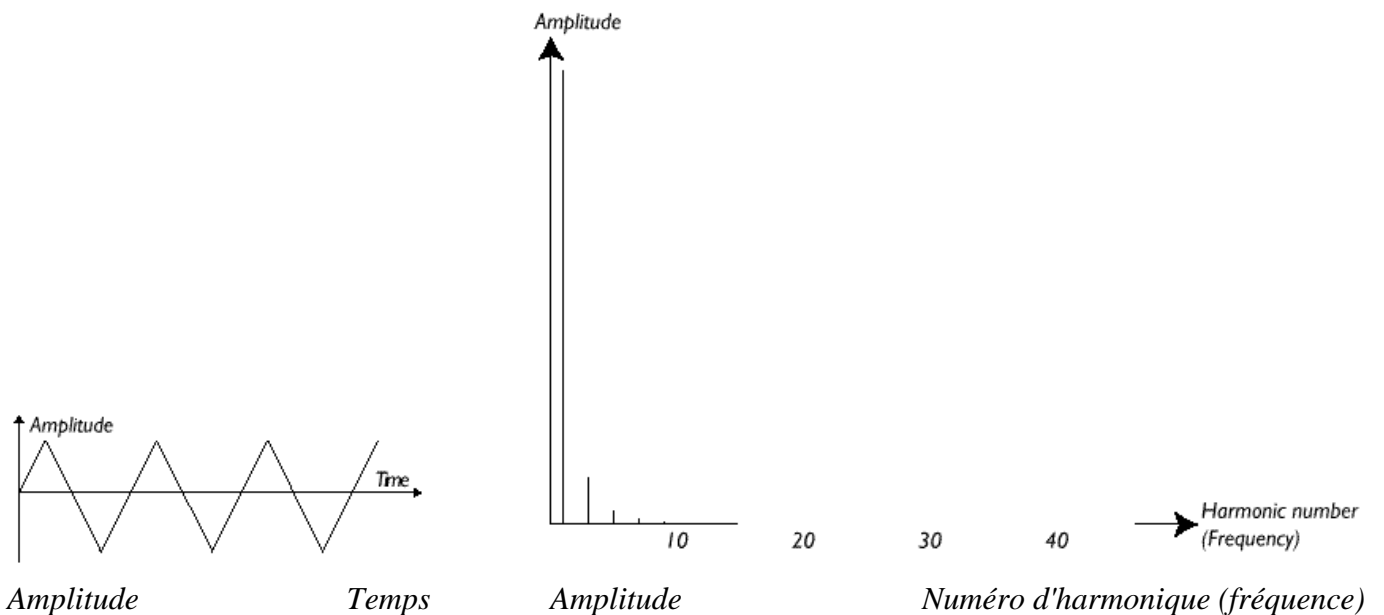 Amplitude
Amplitude
Time
Harmonic number
(Frequency)
10 20 30 40
Amplitude Temps Amplitude Numéro d'harmonique (fréquence)